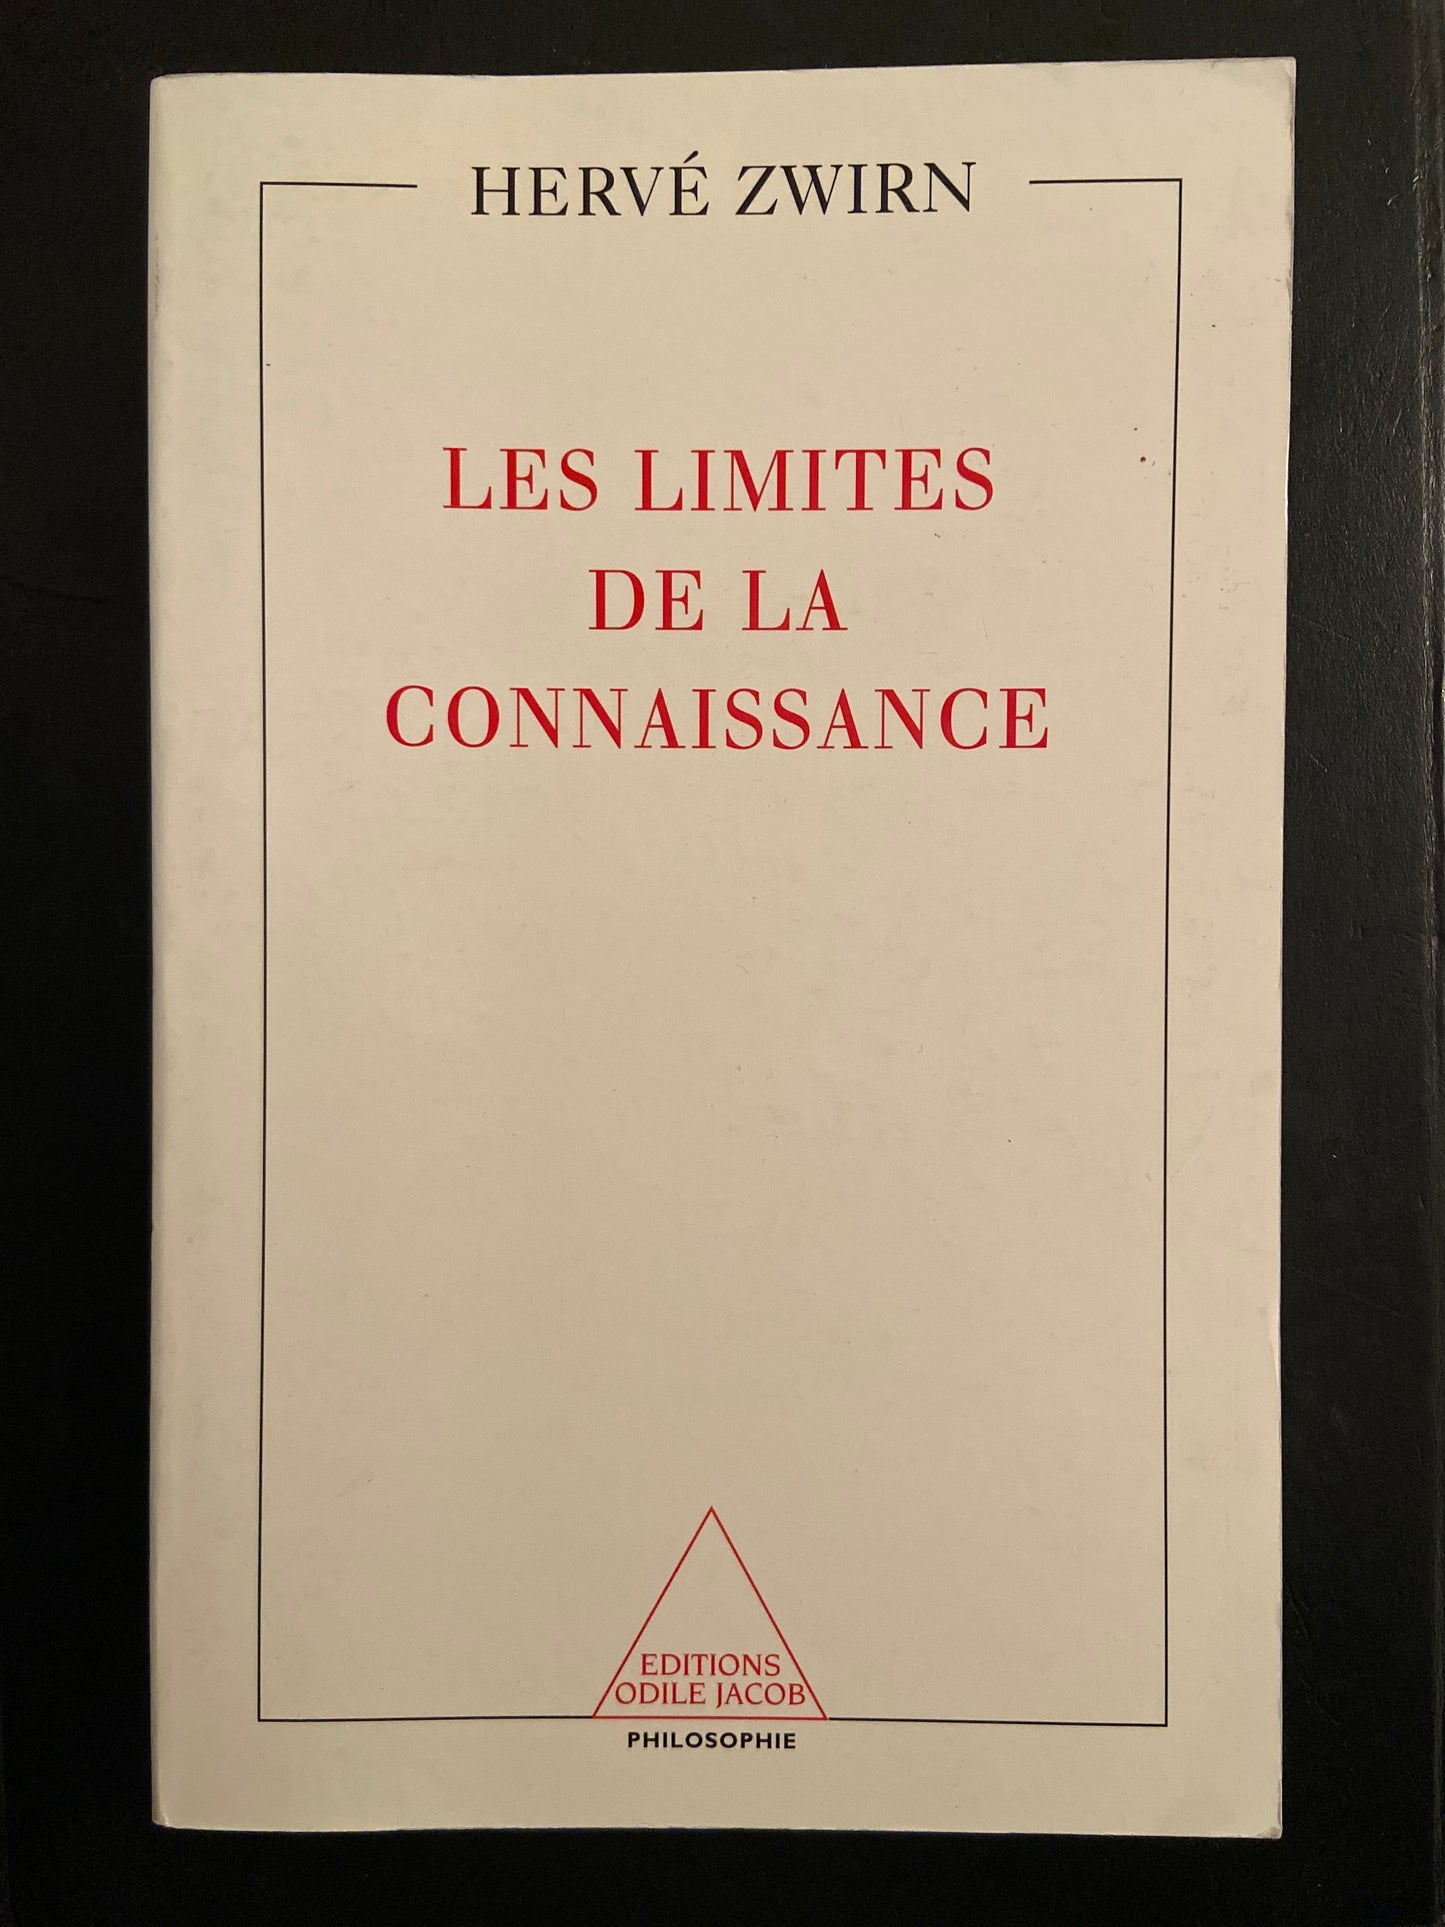 HERVÉ ZWIRN
LES LIMITES
DE LA
CONNAISSANCE
EDITIONS
ODILE JACOB
PHILOSOPHIE